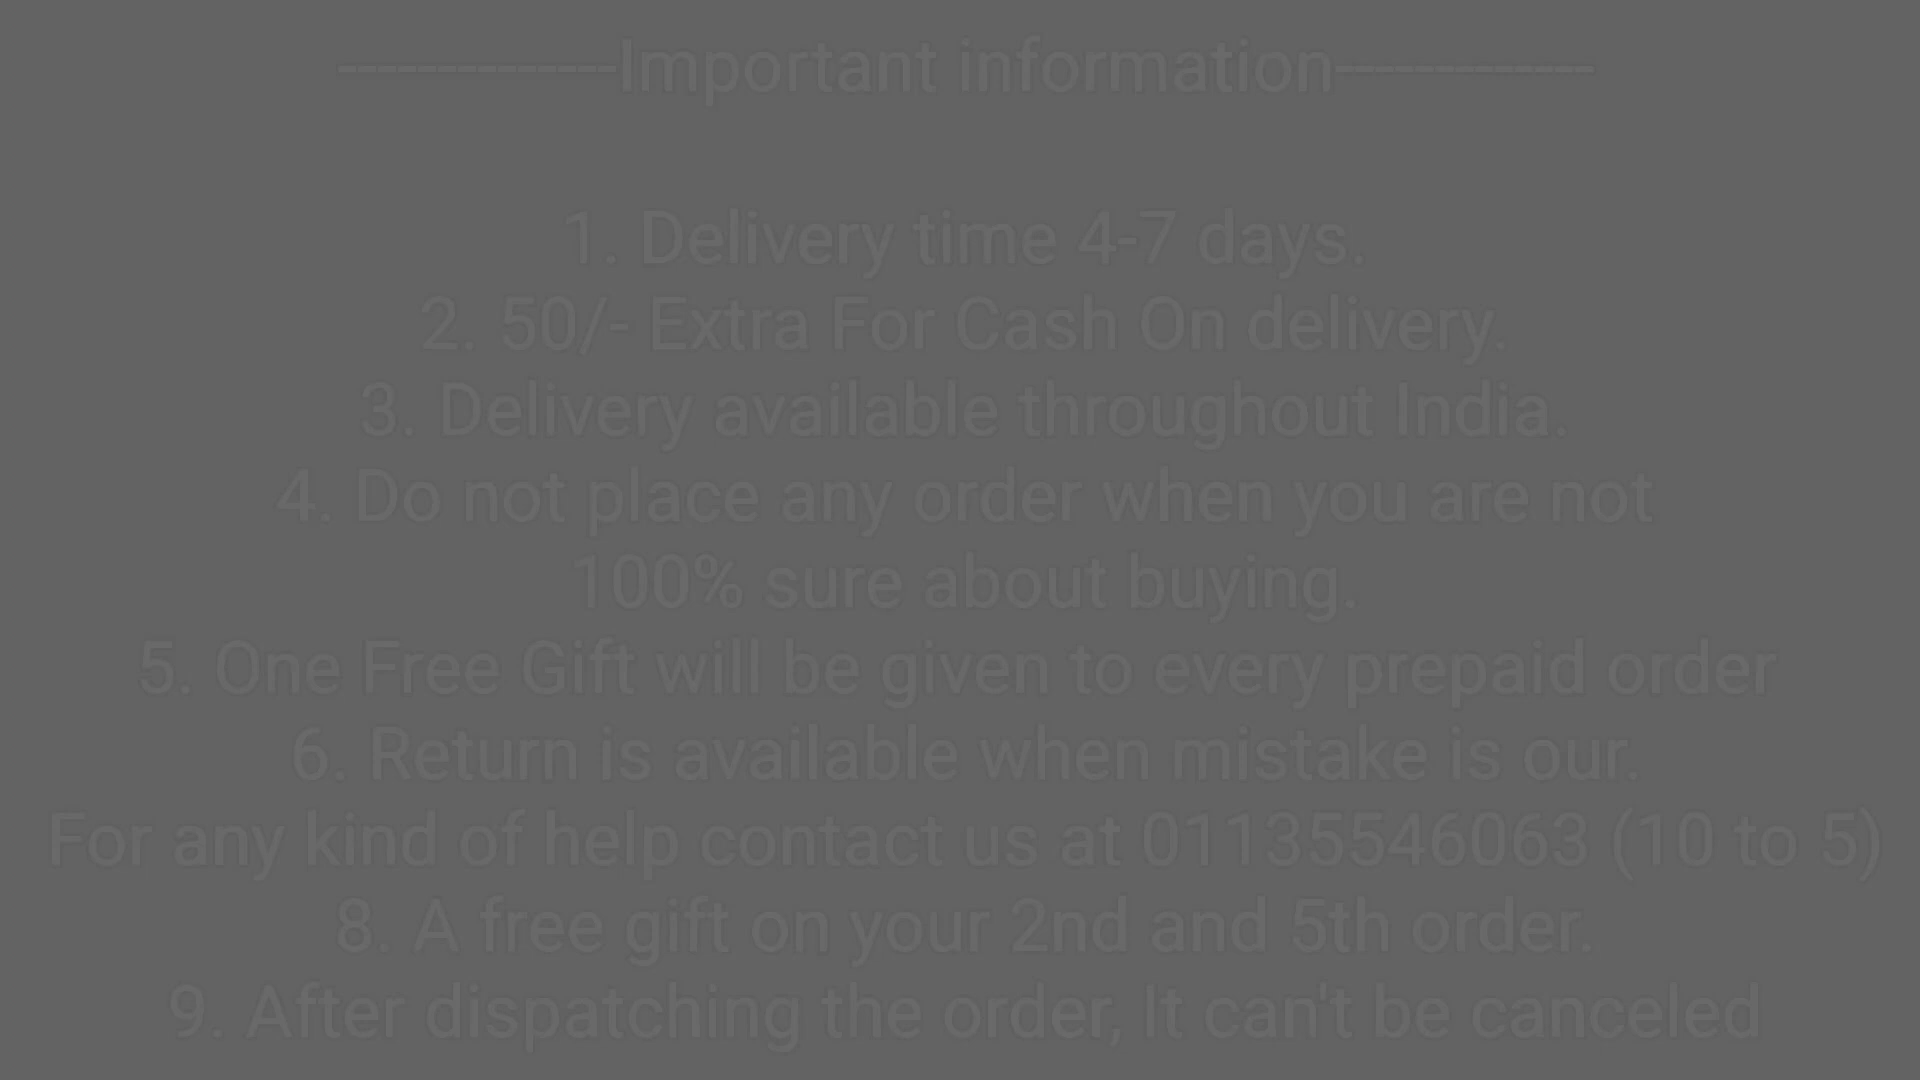 --------------Important information-------------
1. Delivery time 4-7 days.
2. 50/- Extra For Cash On delivery.
3. Delivery available throughout India.
4. Do not place any order when you are not
100% sure about buying.
5. One Free Gift will be given to every prepaid order
6. Return is available when mistake is our.
For any kind of help contact us at 01135546063 (10 to 5)
8. A free gift on your 2nd and 5th order.
9. After dispatching the order, It can't be canceled